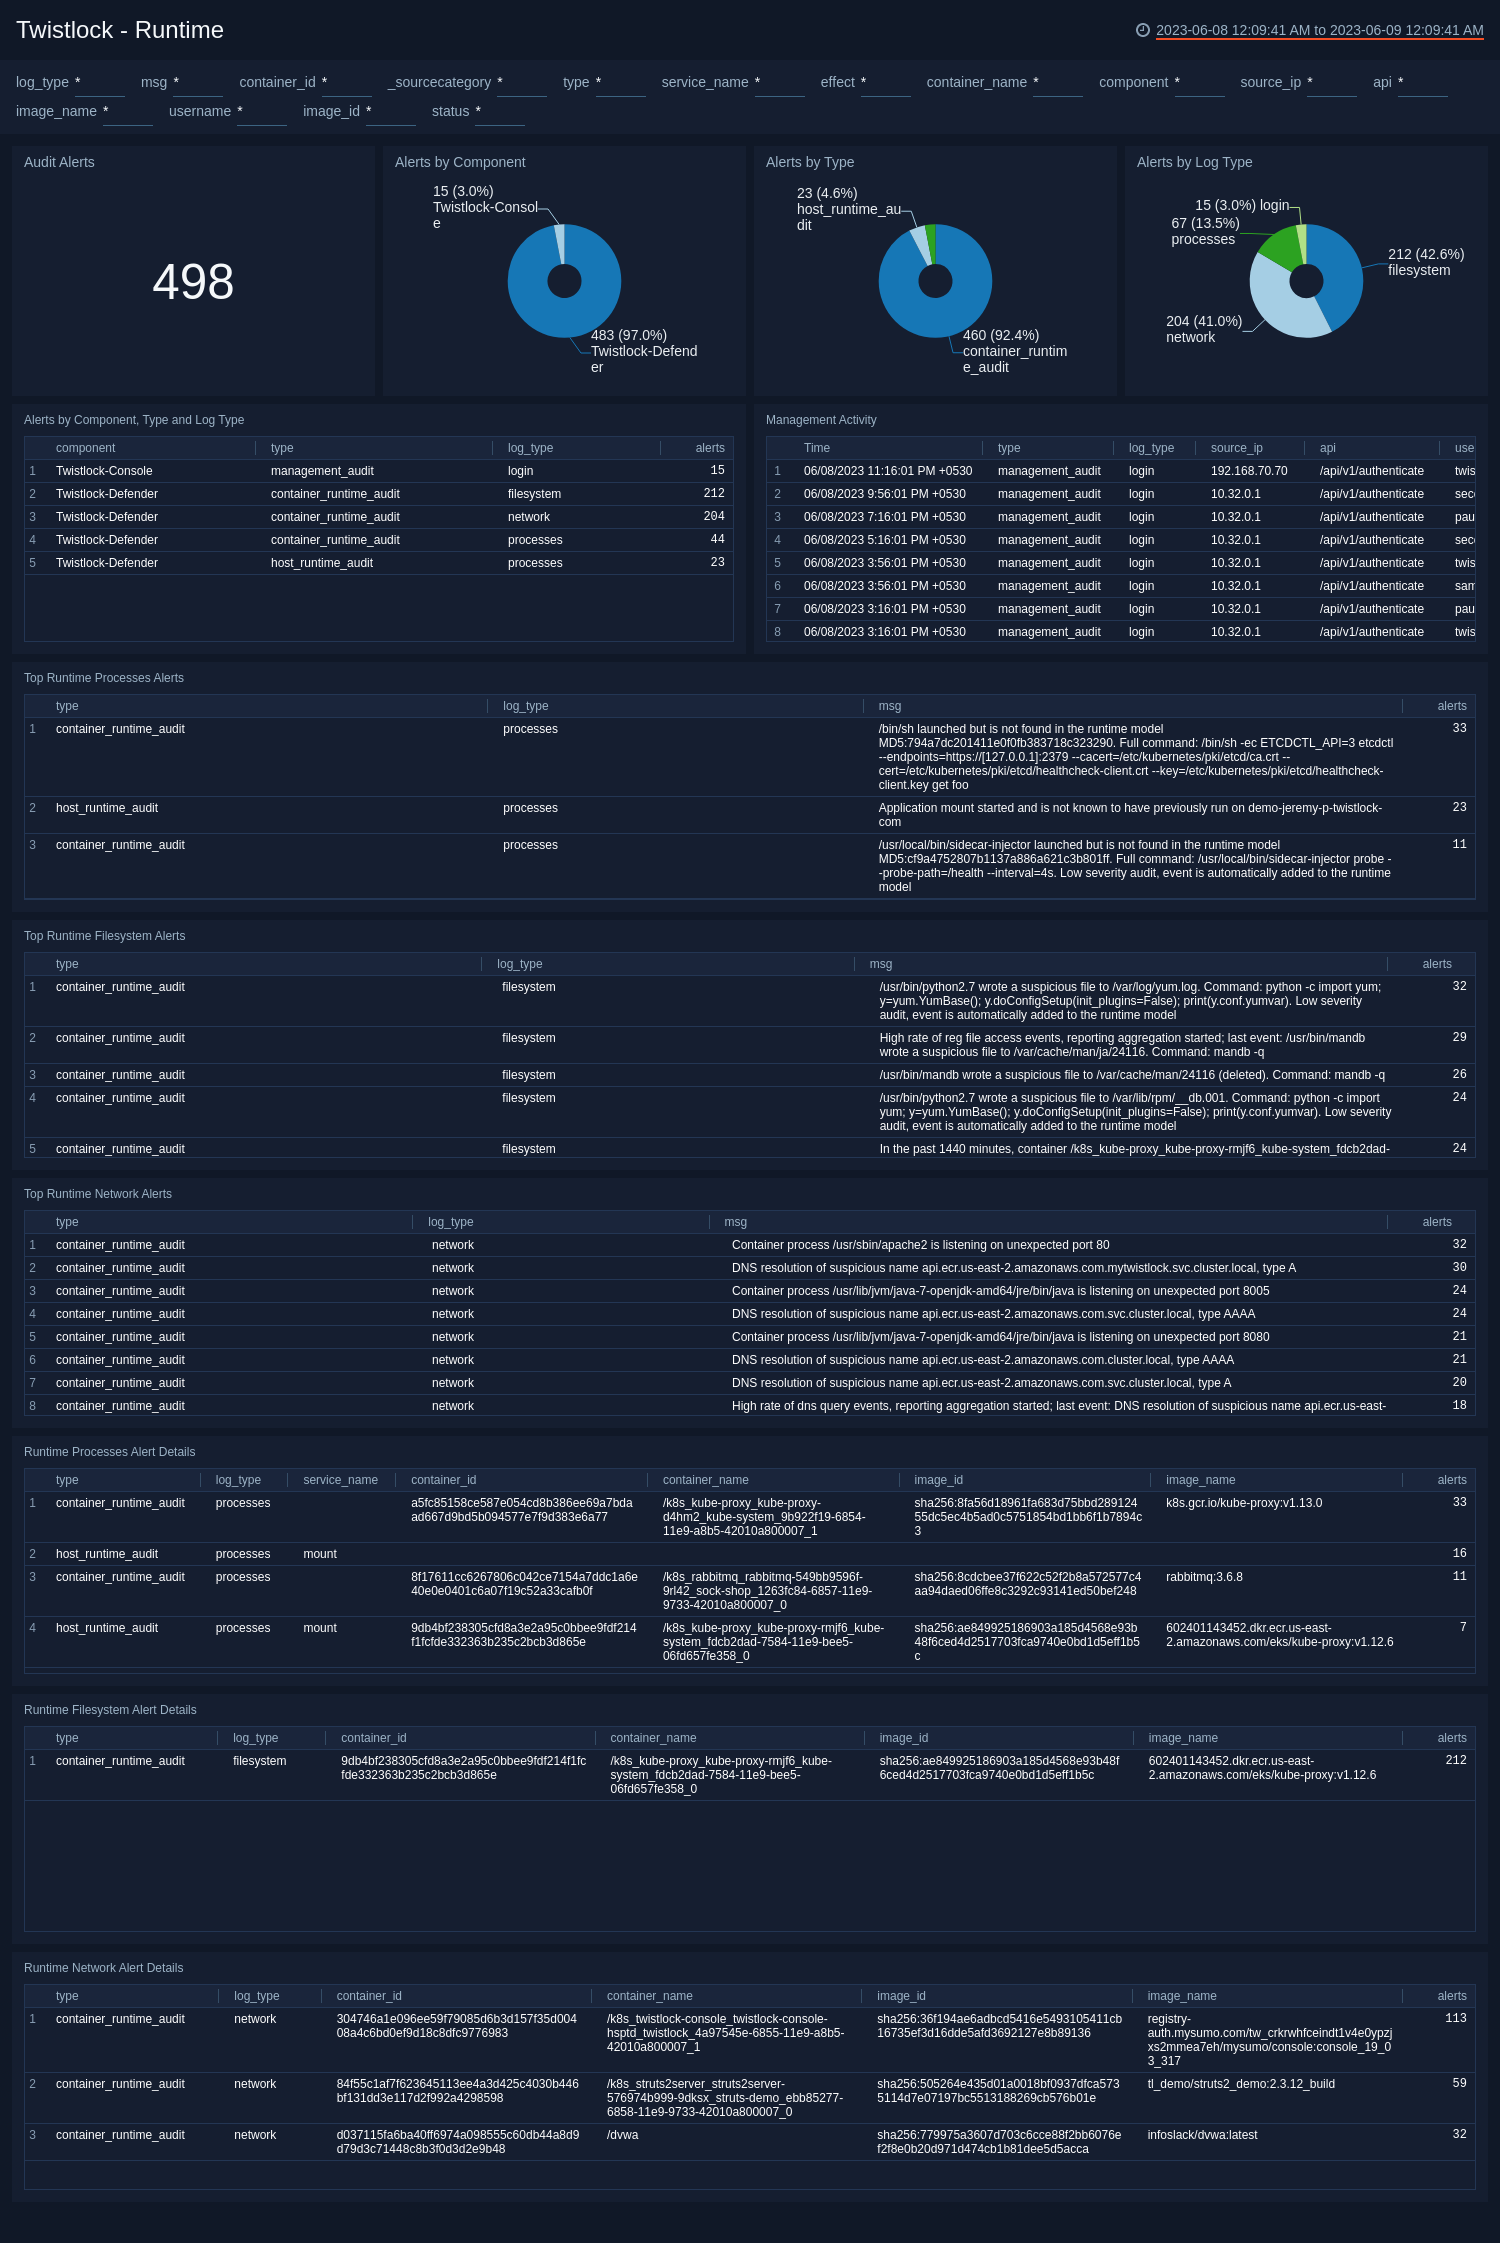 Twistlock - Runtime
2023-06-08 12:09:41 AM to 2023-06-09 12:09:41 AM
log_type * msg * container_id * _sourcecategory * type * service_name * effect * container_name * component * source_ip * api *
image_name * username * image_id * status *
Audit Alerts
498
Alerts by Component
15 (3.0%)
Twistlock-Consol
e
483 (97.0%)
Twistlock-Defend
er
Alerts by Type
23 (4.6%)
host_runtime_au
dit
460 (92.4%)
container_runtim
e_audit
Alerts by Log Type
15 (3.0%) login
67 (13.5%)
processes
212 (42.6%)
filesystem
204 (41.0%)
network
Alerts by Component, Type and Log Type
component type log_type alerts
1 Twistlock-Console management_audit login 15
2 Twistlock-Defender container_runtime_audit filesystem 212
3 Twistlock-Defender container_runtime_audit network 204
4 Twistlock-Defender container_runtime_audit processes 44
5 Twistlock-Defender host_runtime_audit processes 23
Management Activity
Time type log_type source_ip api use
1 06/08/2023 11:16:01 PM +0530 management_audit login 192.168.70.70 /api/v1/authenticate twis
2 06/08/2023 9:56:01 PM +0530 management_audit login 10.32.0.1 /api/v1/authenticate sec
3 06/08/2023 7:16:01 PM +0530 management_audit login 10.32.0.1 /api/v1/authenticate pau
4 06/08/2023 5:16:01 PM +0530 management_audit login 10.32.0.1 /api/v1/authenticate sec
5 06/08/2023 3:56:01 PM +0530 management_audit login 10.32.0.1 /api/v1/authenticate twis
6 06/08/2023 3:56:01 PM +0530 management_audit login 10.32.0.1 /api/v1/authenticate sam
7 06/08/2023 3:16:01 PM +0530 management_audit login 10.32.0.1 /api/v1/authenticate pau
8 06/08/2023 3:16:01 PM +0530 management_audit login 10.32.0.1 /api/v1/authenticate twis
Top Runtime Processes Alerts
type log_type msg alerts
1 container_runtime_audit processes /bin/sh launched but is not found in the runtime model 33
MD5:794a7dc201411e0f0fb383718c323290. Full command: /bin/sh -ec ETCDCTL_API=3 etcdctl
--endpoints=https://[127.0.0.1]:2379 --cacert=/etc/kubernetes/pki/etcd/ca.crt --
cert=/etc/kubernetes/pki/etcd/healthcheck-client.crt --key=/etc/kubernetes/pki/etcd/healthcheck-
client.key get foo
2 host_runtime_audit processes Application mount started and is not known to have previously run on demo-jeremy-p-twistlock- 23
com
3 container_runtime_audit processes /usr/local/bin/sidecar-injector launched but is not found in the runtime model 11
MD5:cf9a4752807b1137a886a621c3b801ff. Full command: /usr/local/bin/sidecar-injector probe -
-probe-path=/health --interval=4s. Low severity audit, event is automatically added to the runtime
model
Top Runtime Filesystem Alerts
type log_type msg alerts
1 container_runtime_audit filesystem /usr/bin/python2.7 wrote a suspicious file to /var/log/yum.log. Command: python -c import yum; 32
y=yum.YumBase(); y.doConfigSetup(init_plugins=False); print(y.conf.yumvar). Low severity
audit, event is automatically added to the runtime model
2 container_runtime_audit filesystem High rate of reg file access events, reporting aggregation started; last event: /usr/bin/mandb 29
wrote a suspicious file to /var/cache/man/ja/24116. Command: mandb -q
3 container_runtime_audit filesystem /usr/bin/mandb wrote a suspicious file to /var/cache/man/24116 (deleted). Command: mandb -q 26
4 container_runtime_audit filesystem /usr/bin/python2.7 wrote a suspicious file to /var/lib/rpm/__db.001. Command: python -c import 24
yum; y=yum.YumBase(); y.doConfigSetup(init_plugins=False); print(y.conf.yumvar). Low severity
audit, event is automatically added to the runtime model
5 container_runtime_audit filesystem In the past 1440 minutes, container /k8s_kube-proxy_kube-proxy-rmjf6_kube-system_fdcb2dad- 24
Top Runtime Network Alerts
type log_type msg alerts
1 container_runtime_audit network Container process /usr/sbin/apache2 is listening on unexpected port 80 32
2 container_runtime_audit network DNS resolution of suspicious name api.ecr.us-east-2.amazonaws.com.mytwistlock.svc.cluster.local, type A 30
3 container_runtime_audit network Container process /usr/lib/jvm/java-7-openjdk-amd64/jre/bin/java is listening on unexpected port 8005 24
4 container_runtime_audit network DNS resolution of suspicious name api.ecr.us-east-2.amazonaws.com.svc.cluster.local, type AAAA 24
5 container_runtime_audit network Container process /usr/lib/jvm/java-7-openjdk-amd64/jre/bin/java is listening on unexpected port 8080 21
6 container_runtime_audit network DNS resolution of suspicious name api.ecr.us-east-2.amazonaws.com.cluster.local, type AAAA 21
7 container_runtime_audit network DNS resolution of suspicious name api.ecr.us-east-2.amazonaws.com.svc.cluster.local, type A 20
8 container_runtime_audit network High rate of dns query events, reporting aggregation started; last event: DNS resolution of suspicious name api.ecr.us-east- 18
Runtime Processes Alert Details
type log_type service_name container_id container_name image_id image_name alerts
1 container_runtime_audit processes a5fc85158ce587e054cd8b386ee69a7bda /k8s_kube-proxy_kube-proxy- sha256:8fa56d18961fa683d75bbd289124 k8s.gcr.io/kube-proxy:v1.13.0 33
ad667d9bd5b094577e7f9d383e6a77 d4hm2_kube-system_9b922f19-6854- 55dc5ec4b5ad0c5751854bd1bb6f1b7894c
11e9-a8b5-42010a800007_1 3
2 host_runtime_audit processes mount 16
3 container_runtime_audit processes 8f17611cc6267806c042ce7154a7ddc1a6e /k8s_rabbitmq_rabbitmq-549bb9596f- sha256:8cdcbee37f622c52f2b8a572577c4 rabbitmq:3.6.8 11
40e0e0401c6a07f19c52a33cafb0f 9rl42_sock-shop_1263fc84-6857-11e9- aa94daed06ffe8c3292c93141ed50bef248
9733-42010a800007_0
4 host_runtime_audit processes mount 9db4bf238305cfd8a3e2a95c0bbee9fdf214 /k8s_kube-proxy_kube-proxy-rmjf6_kube- sha256:ae849925186903a185d4568e93b 602401143452.dkr.ecr.us-east- 7
f1fcfde332363b235c2bcb3d865e system_fdcb2dad-7584-11e9-bee5- 48f6ced4d2517703fca9740e0bd1d5eff1b5 2.amazonaws.com/eks/kube-proxy:v1.12.6
06fd657fe358_0 c
Runtime Filesystem Alert Details
type log_type container_id container_name image_id image_name alerts
1 container_runtime_audit filesystem 9db4bf238305cfd8a3e2a95c0bbee9fdf214f1fc /k8s_kube-proxy_kube-proxy-rmjf6_kube- sha256:ae849925186903a185d4568e93b48f 602401143452.dkr.ecr.us-east- 212
fde332363b235c2bcb3d865e system_fdcb2dad-7584-11e9-bee5- 6ced4d2517703fca9740e0bd1d5eff1b5c 2.amazonaws.com/eks/kube-proxy:v1.12.6
06fd657fe358_0
Runtime Network Alert Details
type log_type container_id container_name image_id image_name alerts
1 container_runtime_audit network 304746a1e096ee59f79085d6b3d157f35d004 /k8s_twistlock-console_twistlock-console- sha256:36f194ae6adbcd5416e5493105411cb registry- 113
08a4c6bd0ef9d18c8dfc9776983 hsptd_twistlock_4a97545e-6855-11e9-a8b5- 16735ef3d16dde5afd3692127e8b89136 auth.mysumo.com/tw_crkrwhfceindt1v4e0ypzj
42010a800007_1 xs2mmea7eh/mysumo/console:console_19_0
3_317
2 container_runtime_audit network 84f55c1af7f623645113ee4a3d425c4030b446 /k8s_struts2server_struts2server- sha256:505264e435d01a0018bf0937dfca573 tl_demo/struts2_demo:2.3.12_build 59
bf131dd3e117d2f992a4298598 576974b999-9dksx_struts-demo_ebb85277- 5114d7e07197bc5513188269cb576b01e
6858-11e9-9733-42010a800007_0
3 container_runtime_audit network d037115fa6ba40ff6974a098555c60db44a8d9 /dvwa sha256:779975a3607d703c6cce88f2bb6076e infoslack/dvwa:latest 32
d79d3c71448c8b3f0d3d2e9b48 f2f8e0b20d971d474cb1b81dee5d5acca